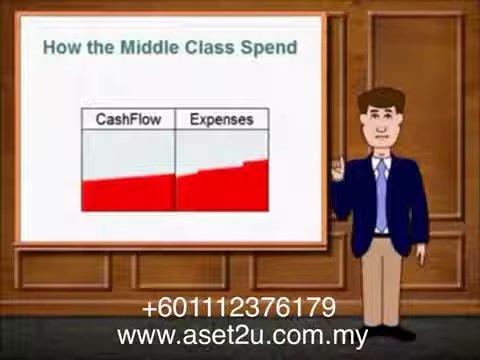 How the Middle Class Spend
CashFlow Expenses
+601112376179
www.aset2u.com.my